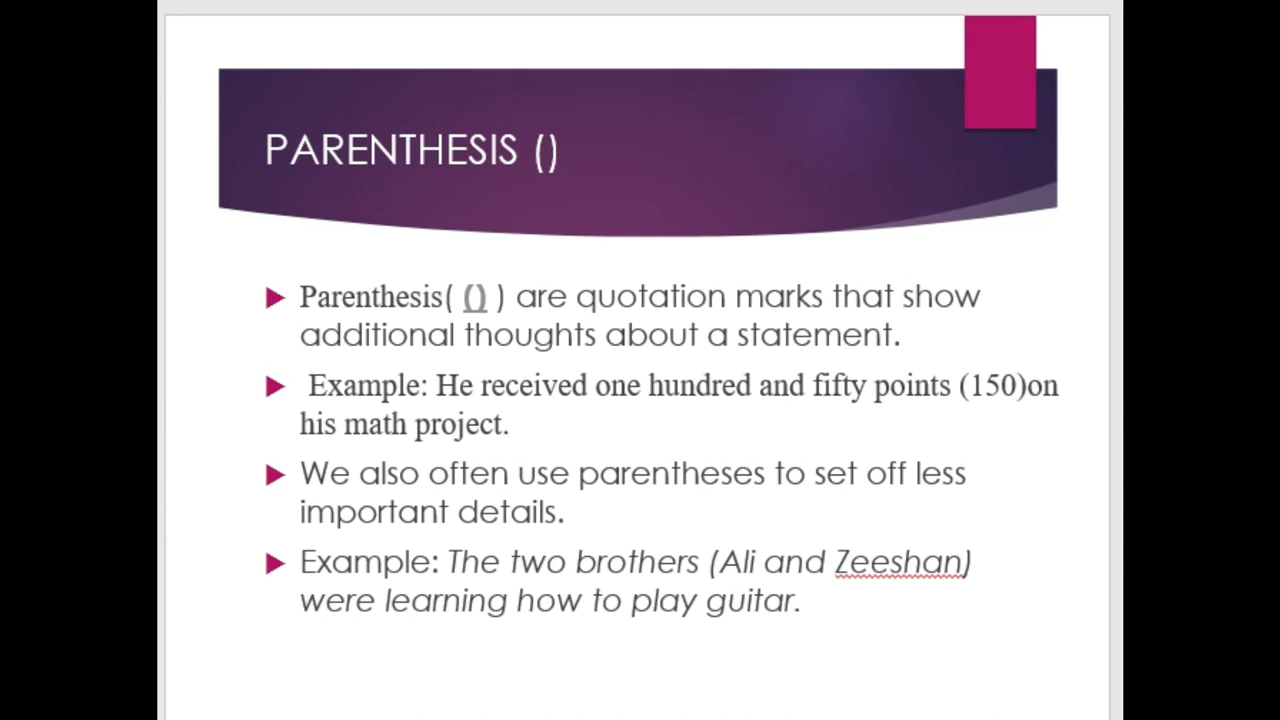 PARENTHESIS ()
Parenthesis( () ) are quotation marks that show
additional thoughts about a statement.
Example: He received one hundred and fifty points (150)on
his math project.
We also often use parentheses to set off less
important details.
Example: The two brothers (Ali and Zeeshan)
were learning how to play guitar.